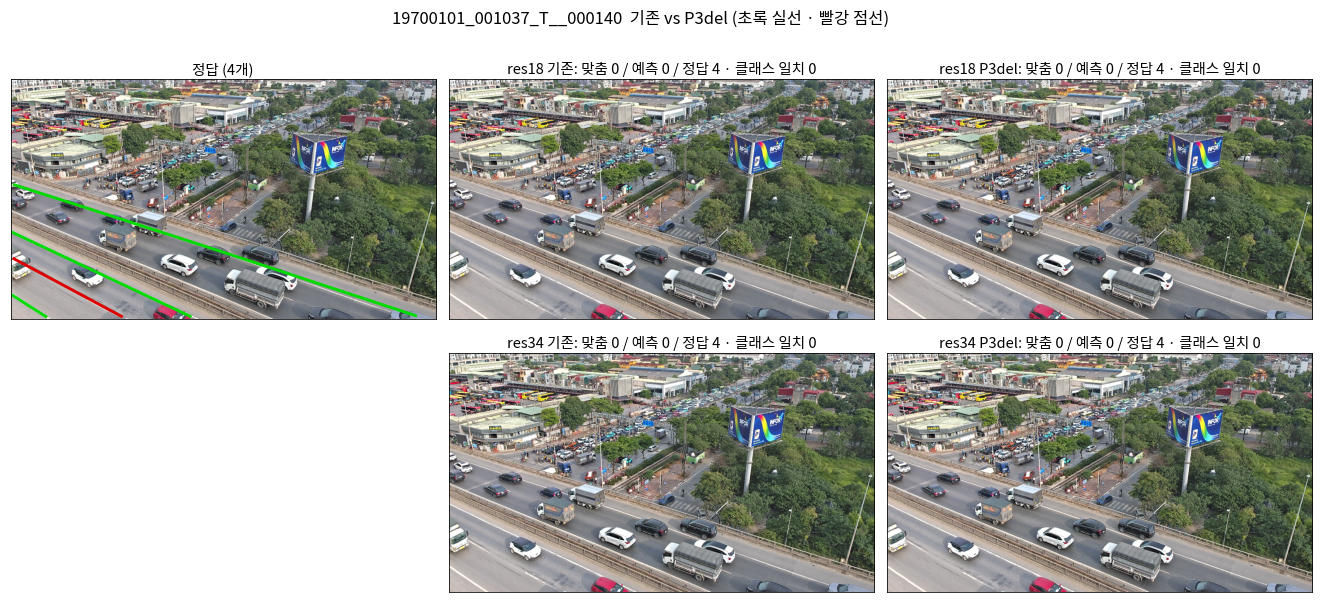 19700101_001037_T__000140  기존 vs P3del (초록 실선 · 빨강 점선)
정답 (4개)
res18 기존: 맞춤 0 / 예측 0 / 정답 4 · 클래스 일치 0
res18 P3del: 맞춤 0 / 예측 0 / 정답 4 · 클래스 일치 0
res34 기존: 맞춤 0 / 예측 0 / 정답 4 · 클래스 일치 0
res34 P3del: 맞춤 0 / 예측 0 / 정답 4 · 클래스 일치 0